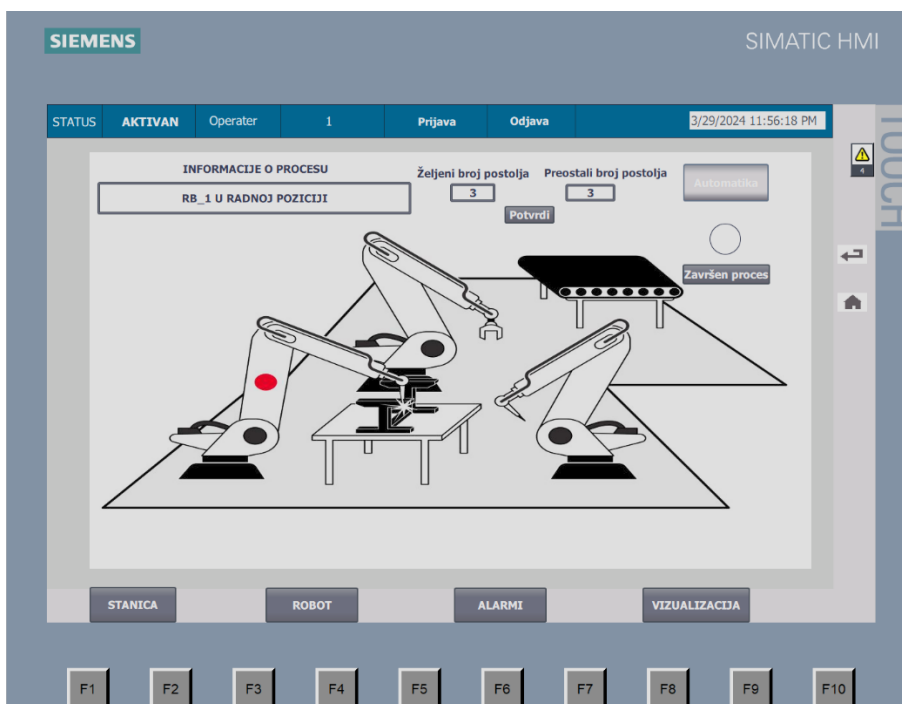 SIEMENS
SIMATIC HMI
TOUCH
STATUS AKTIVAN Operater 1 Prijava Odjava 3/29/2024 11:56:18 PM
INFORMACIJE O PROCESU
RB_1 U RADNOJ POZICIJI
Željeni broj postolja Preostali broj postolja
3 3
Potvrdi
Automatika
Završen proces
4
STANICA ROBOT ALARMI VIZUALIZACIJA
F1 F2 F3 F4 F5 F6 F7 F8 F9 F10